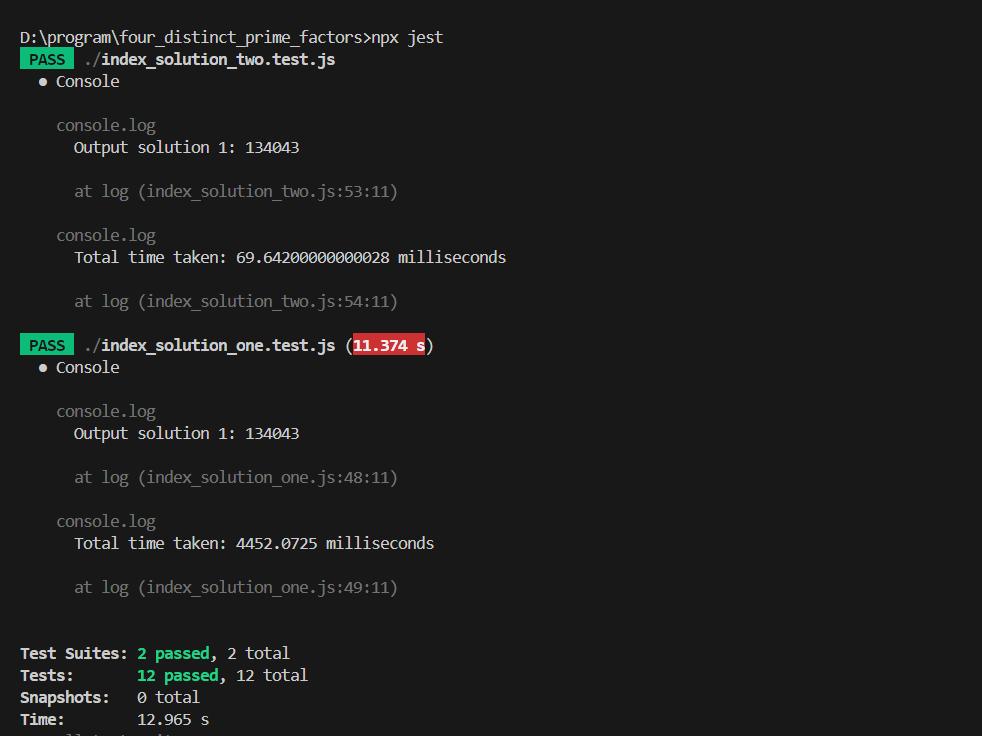 D:\program\four_distinct_prime_factors>npx jest
PASS ./index_solution_two.test.js
● Console
console.log
Output solution 1: 134043
at log (index_solution_two.js:53:11)
console.log
Total time taken: 69.64200000000028 milliseconds
at log (index_solution_two.js:54:11)
PASS ./index_solution_one.test.js (11.374 s)
● Console
console.log
Output solution 1: 134043
at log (index_solution_one.js:48:11)
console.log
Total time taken: 4452.0725 milliseconds
at log (index_solution_one.js:49:11)
Test Suites: 2 passed, 2 total
Tests: 12 passed, 12 total
Snapshots: 0 total
Time: 12.965 s